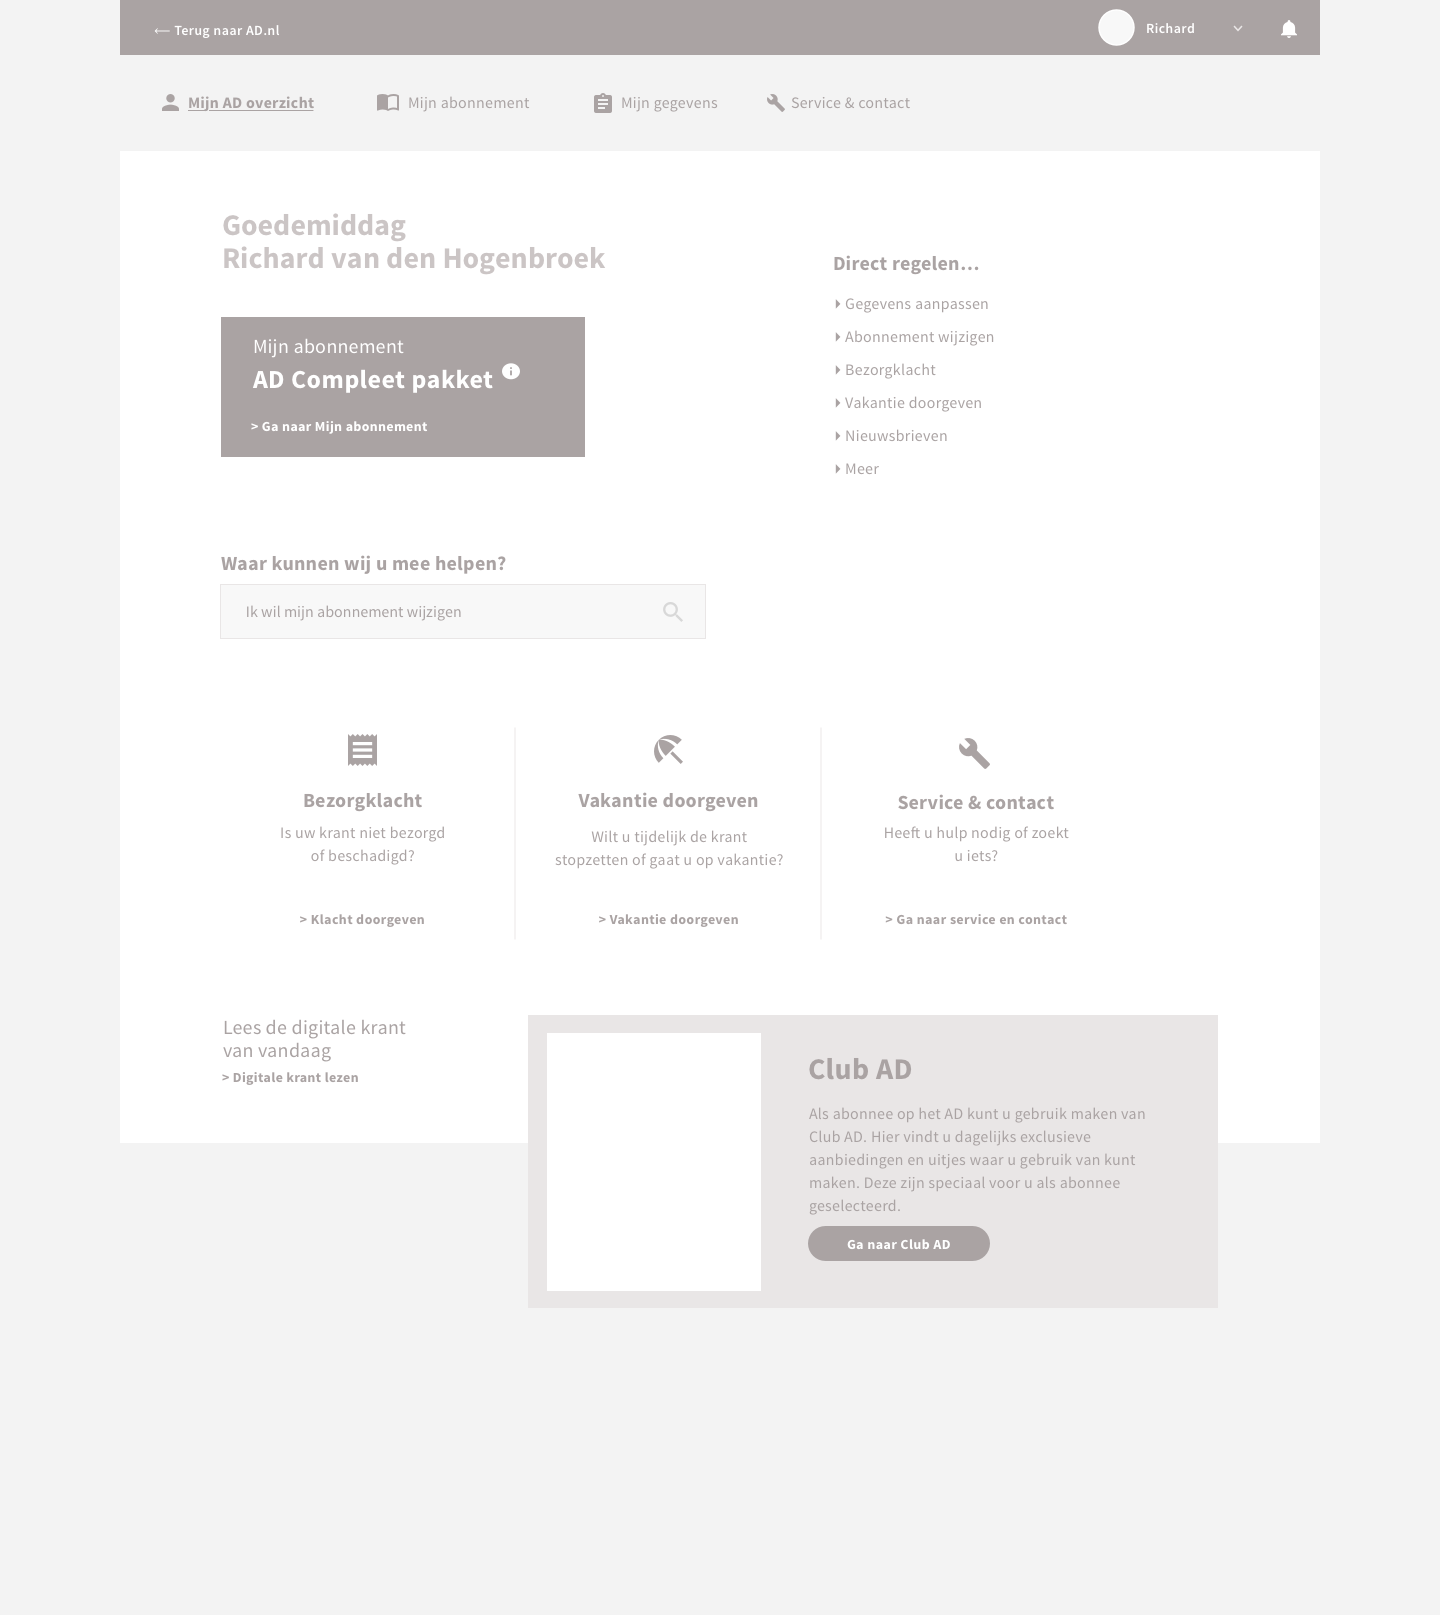 ← Terug naar AD.nl
Richard
Mijn AD overzicht
Mijn abonnement
Mijn gegevens
Service & contact
Goedemiddag
Richard van den Hogenbroek
Mijn abonnement
AD Compleet pakket
> Ga naar Mijn abonnement
Direct regelen...
Gegevens aanpassen
Abonnement wijzigen
Bezorgklacht
Vakantie doorgeven
Nieuwsbrieven
Meer
Waar kunnen wij u mee helpen?
Ik wil mijn abonnement wijzigen
Bezorgklacht
Is uw krant niet bezorgd
of beschadigd?
> Klacht doorgeven
Vakantie doorgeven
Wilt u tijdelijk de krant
stopzetten of gaat u op vakantie?
> Vakantie doorgeven
Service & contact
Heeft u hulp nodig of zoekt
u iets?
> Ga naar service en contact
Lees de digitale krant
van vandaag
> Digitale krant lezen
Club AD
Als abonnee op het AD kunt u gebruik maken van
Club AD. Hier vindt u dagelijks exclusieve
aanbiedingen en uitjes waar u gebruik van kunt
maken. Deze zijn speciaal voor u als abonnee
geselecteerd.
Ga naar Club AD